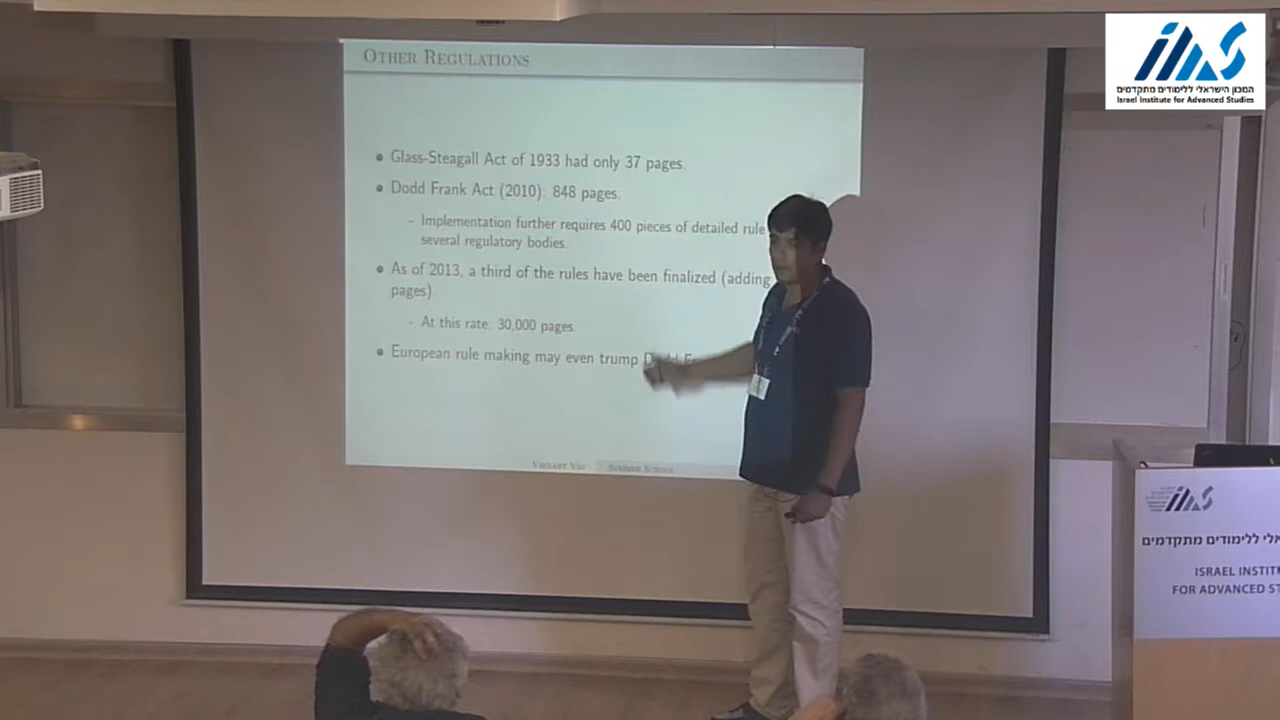 OTHER REGULATIONS
• Glass-Steagall Act of 1933 had only 37 pages.
• Dodd Frank Act (2010): 848 pages.
– Implementation further requires 400 pieces of detailed rule
several regulatory bodies.
• As of 2013, a third of the rules have been finalized (adding
pages).
– At this rate: 30,000 pages.
• European rule making may even trump
VIKRANT VIG SUMMER SCHOOL
המכון הישראלי ללימודים מתקדמים
Israel Institute for Advanced Studies
ללימודים מתקדמים
ISRAEL
FOR ADVANCED